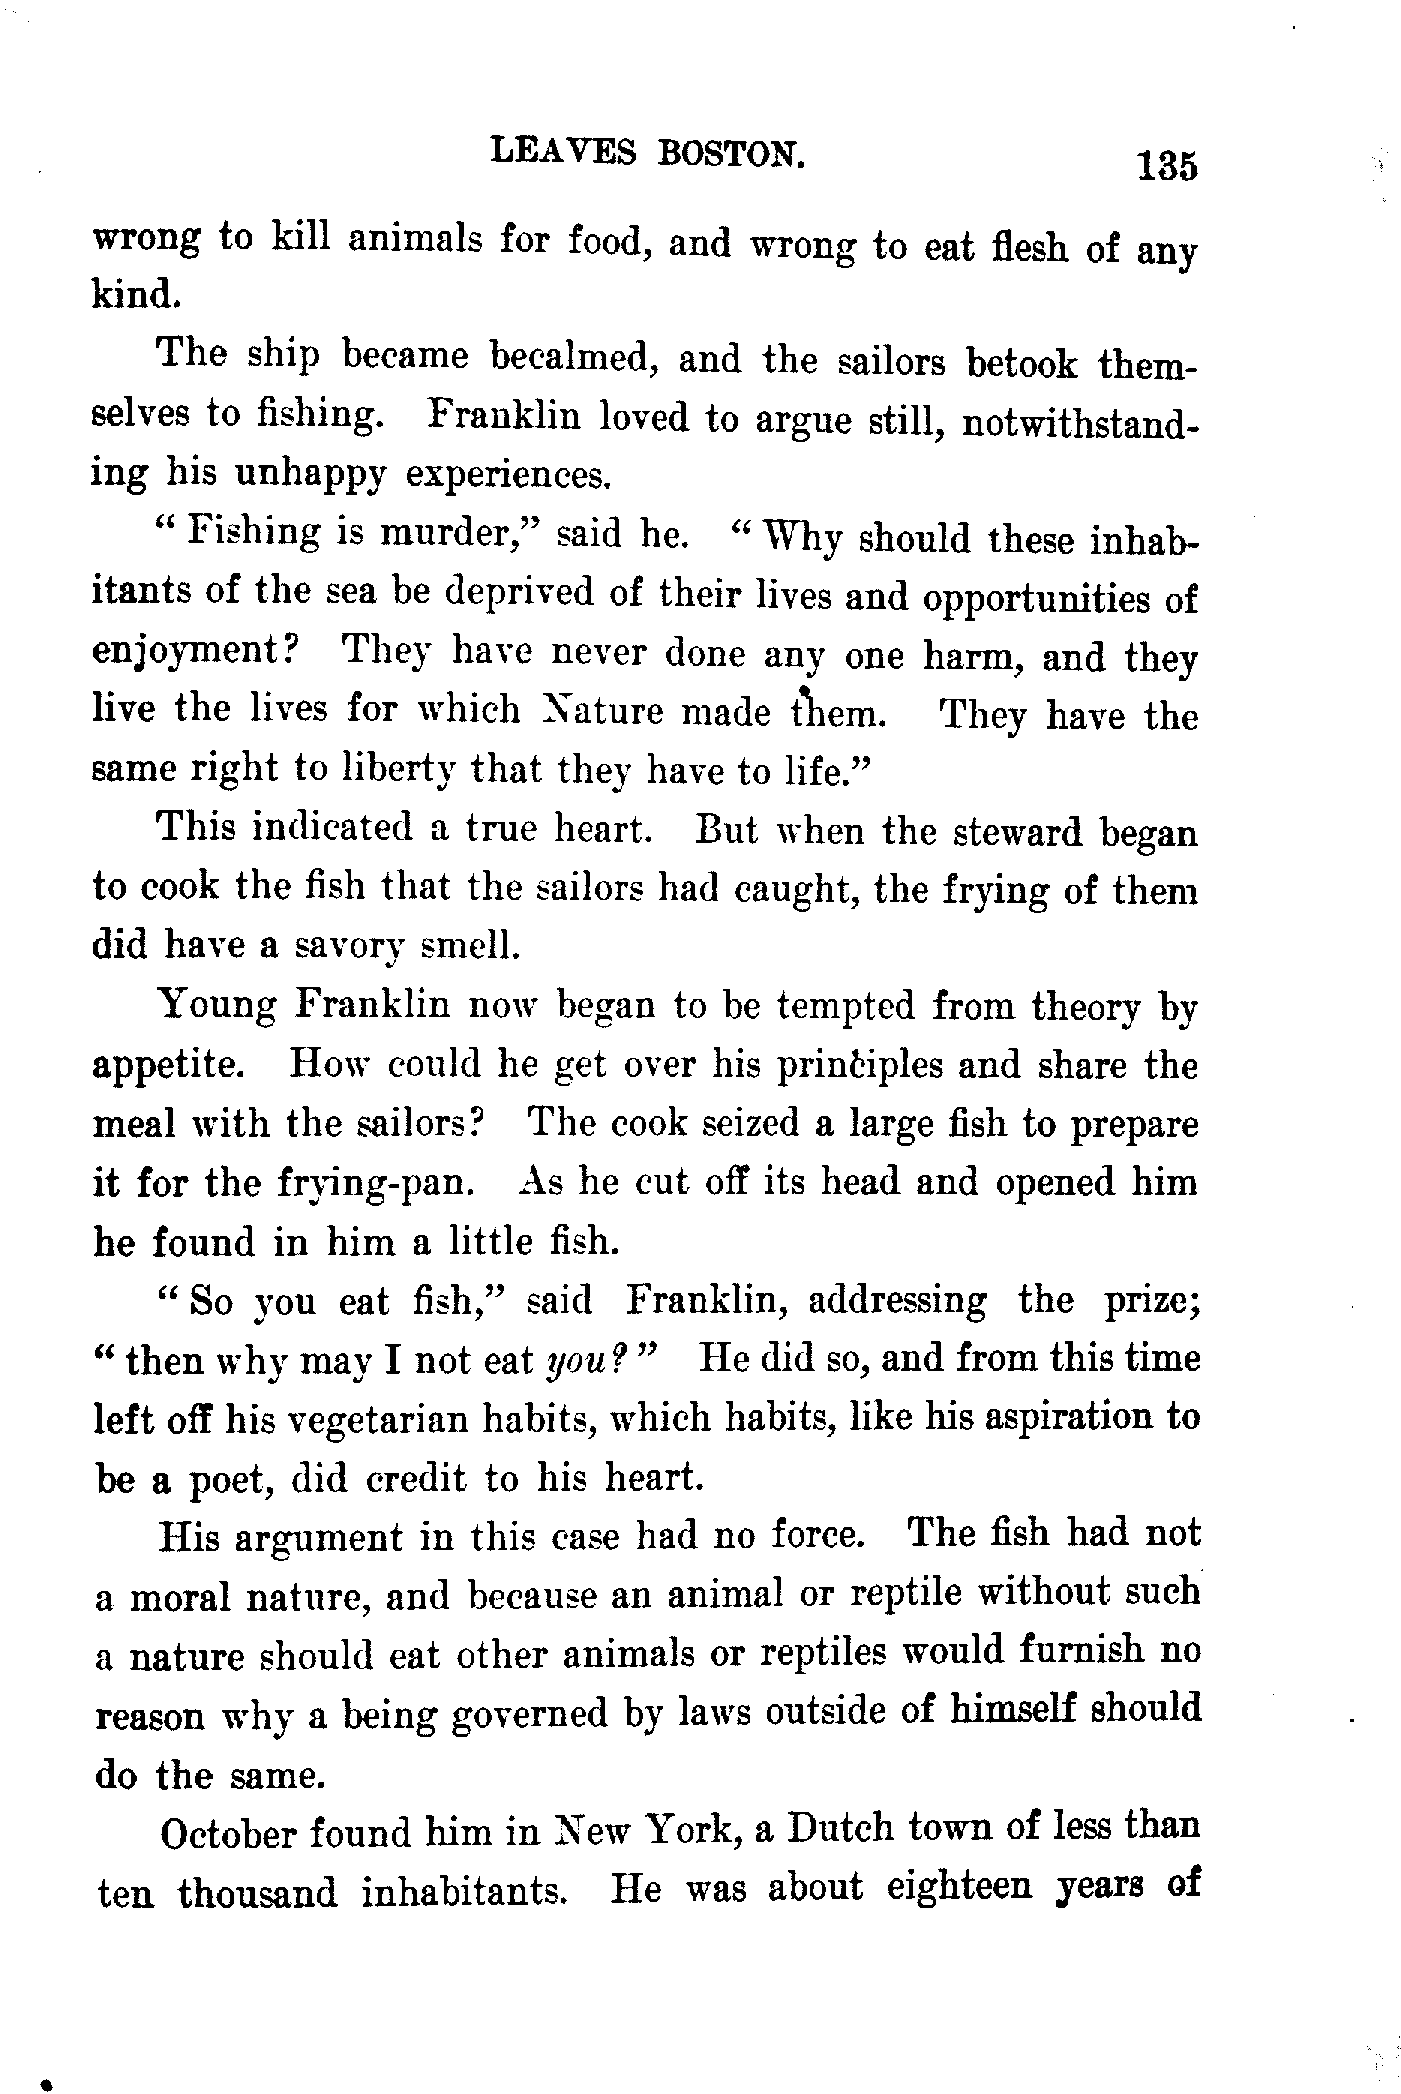 LEAVES BOSTON.
135
wrong to kill animals for food, and wrong to eat flesh of any
kind.
The ship became becalmed, and the sailors betook them-
selves to fishing. Franklin loved to argue still, notwithstand-
ing his unhappy experiences.
“Fishing is murder,” said he. “Why should these inhab-
itants of the sea be deprived of their lives and opportunities of
enjoyment? They have never done any one harm, and they
live the lives for which Nature made them. They have the
same right to liberty that they have to life.”
This indicated a true heart. But when the steward began
to cook the fish that the sailors had caught, the frying of them
did have a savory smell.
Young Franklin now began to be tempted from theory by
appetite. How could he get over his principles and share the
meal with the sailors? The cook seized a large fish to prepare
it for the frying-pan. As he cut off its head and opened him
he found in him a little fish.
“So you eat fish,” said Franklin, addressing the prize;
“then why may I not eat you?” He did so, and from this time
left off his vegetarian habits, which habits, like his aspiration to
be a poet, did credit to his heart.
His argument in this case had no force. The fish had not
a moral nature, and because an animal or reptile without such
a nature should eat other animals or reptiles would furnish no
reason why a being governed by laws outside of himself should
do the same.
October found him in New York, a Dutch town of less than
ten thousand inhabitants. He was about eighteen years of